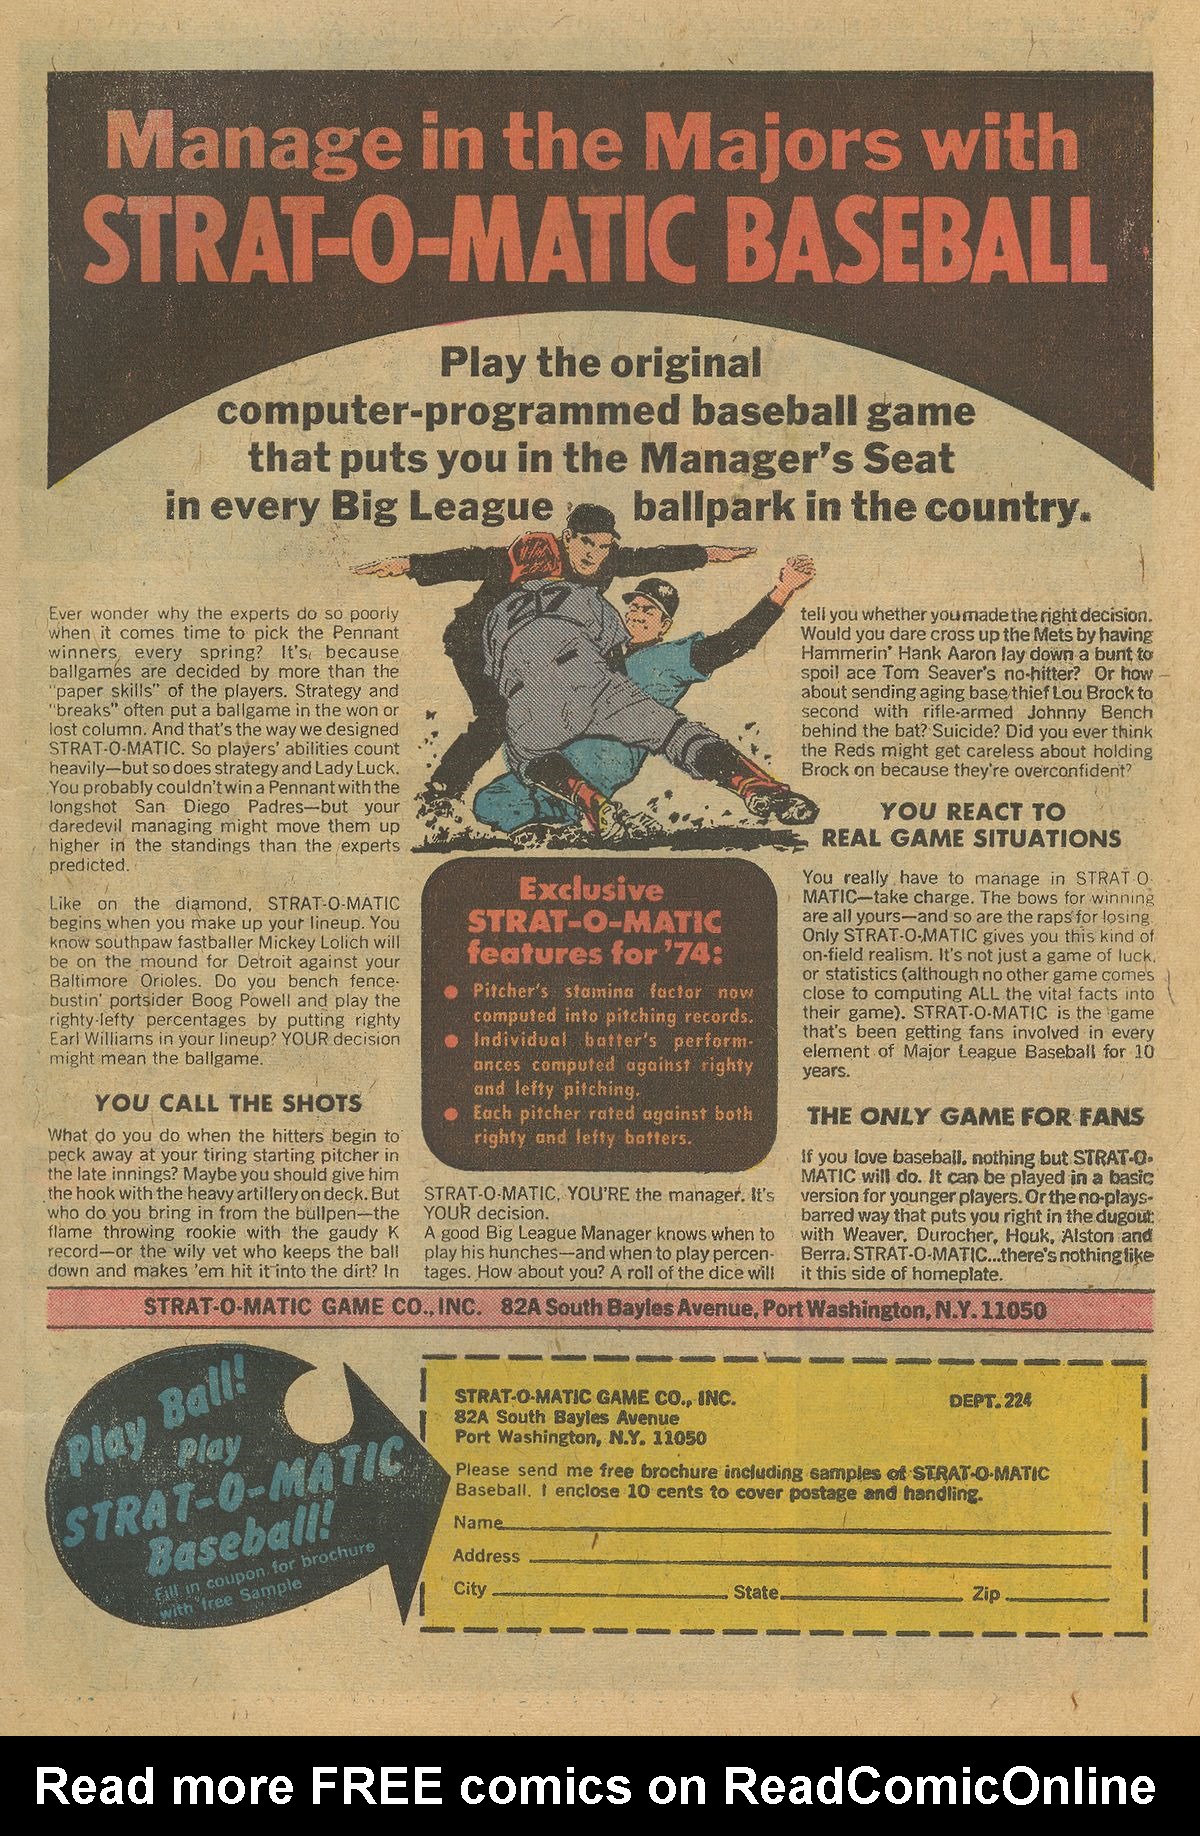 Manage in the Majors with
STRAT-O-MATIC BASEBALL
Play the original
computer-programmed baseball game
that puts you in the Manager's Seat
in every Big League ballpark in the country.
Ever wonder why the experts do so poorly
when it comes time to pick the Pennant
winners every spring? It's because
ballgames are decided by more than the
"paper skills" of the players. Strategy and
"breaks" often put a ballgame in the won or
lost column. And that's the way we designed
STRAT-O-MATIC. So players' abilities count
heavily—but so does strategy and Lady Luck.
You probably couldn't win a Pennant with the
longshot San Diego Padres—but your
daredevil managing might move them up
higher in the standings than the experts
predicted.
Like on the diamond, STRAT-O-MATIC
begins when you make up your lineup. You
know southpaw fastballer Mickey Lolich will
be on the mound for Detroit against your
Baltimore Orioles. Do you bench fence-
bustin' portsider Boog Powell and play the
righty-lefty percentages by putting righty
Earl Williams in your lineup? YOUR decision
might mean the ballgame.
YOU CALL THE SHOTS
What do you do when the hitters begin to
peck away at your tiring starting pitcher in
the late innings? Maybe you should give him
the hook with the heavy artillery on deck. But
who do you bring in from the bullpen—the
flame throwing rookie with the gaudy K
record—or the wily vet who keeps the ball
down and makes 'em hit it into the dirt? In
27
Exclusive
STRAT-O-MATIC
features for '74:
• Pitcher's stamina factor now
computed into pitching records.
• Individual batter's perform-
ances computed against righty
and lefty pitching.
• Each pitcher rated against both
righty and lefty batters.
STRAT-O-MATIC, YOU'RE the manager. It's
YOUR decision.
A good Big League Manager knows when to
play his hunches—and when to play percen-
tages. How about you? A roll of the dice will
tell you whether you made the right decision.
Would you dare cross up the Mets by having
Hammerin' Hank Aaron lay down a bunt to
spoil ace Tom Seaver's no-hitter? Or how
about sending aging base thief Lou Brock to
second with rifle-armed Johnny Bench
behind the bat? Suicide? Did you ever think
the Reds might get careless about holding
Brock on because they're overconfident?
YOU REACT TO
REAL GAME SITUATIONS
You really have to manage in STRAT-O-
MATIC—take charge. The bows for winning
are all yours—and so are the raps for losing.
Only STRAT-O-MATIC gives you this kind of
on-field realism. It's not just a game of luck,
or statistics (although no other game comes
close to computing ALL the vital facts into
their game). STRAT-O-MATIC is the game
that's been getting fans involved in every
element of Major League Baseball for 10
years.
THE ONLY GAME FOR FANS
If you love baseball, nothing but STRAT-O-
MATIC will do. It can be played in a basic
version for younger players. Or the no-plays-
barred way that puts you right in the dugout
with Weaver, Durocher, Houk, Alston and
Berra. STRAT-O-MATIC...there's nothing like
it this side of homeplate.
STRAT-O-MATIC GAME CO., INC. 82A South Bayles Avenue, Port Washington, N.Y. 11050
Play Ball!
Play
STRAT-O-MATIC
Baseball!
Fill in coupon for brochure
with free Sample
STRAT-O-MATIC GAME CO., INC. DEPT. 224
82A South Bayles Avenue
Port Washington, N.Y. 11050
Please send me free brochure including samples of STRAT-O-MATIC
Baseball. I enclose 10 cents to cover postage and handling.
Name
Address
City State Zip
Read more FREE comics on ReadComicOnline